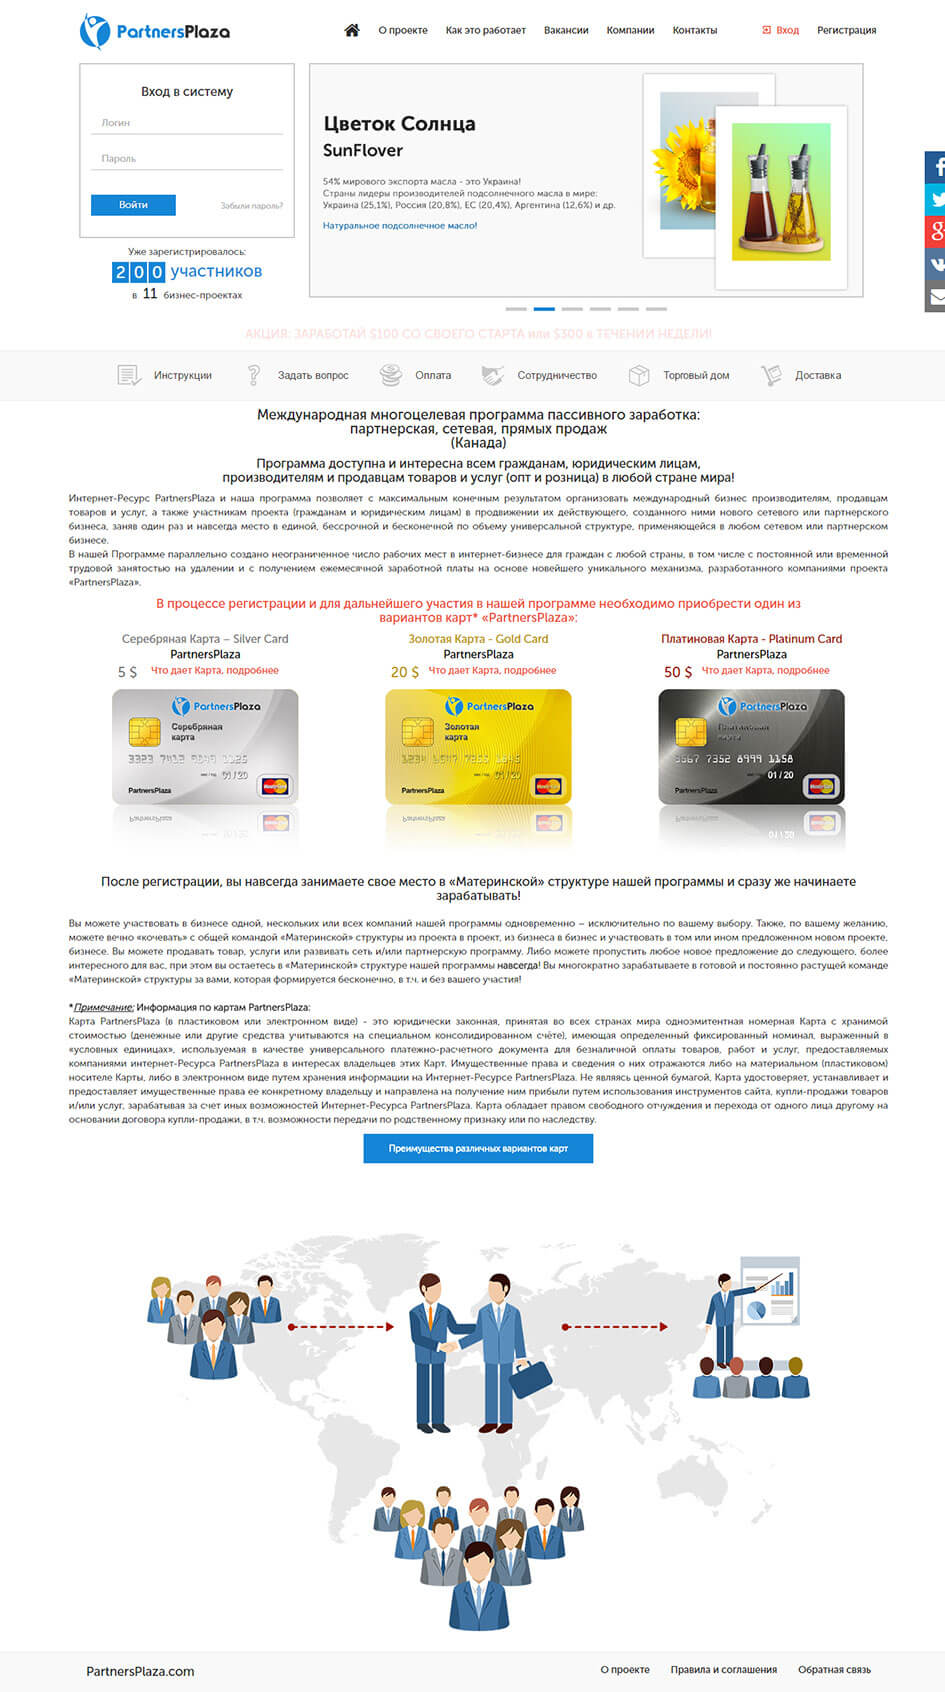 PartnersPlaza
О проекте
Как это работает
Вакансии
Компании
Контакты
Вход
Регистрация
Вход в систему
Логин
Пароль
Войти
Забыли пароль?
Уже зарегистрировалось:
200 участников
в 11 бизнес-проектах
Цветок Солнца
SunFlover
54% мирового экспорта масла - это Украина!
Страны лидеры производителей подсолнечного масла в мире:
Украина (25,1%), Россия (20,8%), ЕС (20,4%), Аргентина (12,6%) и др.
Натуральное подсолнечное масло!
АКЦИЯ: ЗАРАБОТАЙ $100 СО СВОЕГО СТАРТА или $300 в ТЕЧЕНИИ НЕДЕЛИ!
Инструкции
Задать вопрос
Оплата
Сотрудничество
Торговый дом
Доставка
Международная многоцелевая программа пассивного заработка:
партнерская, сетевая, прямых продаж
(Канада)
Программа доступна и интересна всем гражданам, юридическим лицам,
производителям и продавцам товаров и услуг (опт и розница) в любой стране мира!
Интернет-Ресурс PartnersPlaza и наша программа позволяет с максимальным конечным результатом организовать международный бизнес производителям, продавцам
товаров и услуг, а также участникам проекта (гражданам и юридическим лицам) в продвижении их действующего, созданного ними нового сетевого или партнерского
бизнеса, заняв один раз и навсегда место в единой, бессрочной и бесконечной по объему универсальной структуре, применяющейся в любом сетевом или партнерском
бизнесе.
В нашей Программе параллельно создано неограниченное число рабочих мест в интернет-бизнесе для граждан с любой страны, в том числе с постоянной или временной
трудовой занятостью на удалении и с получением ежемесячной заработной платы на основе новейшего уникального механизма, разработанного компаниями проекта
«PartnersPlaza».
В процессе регистрации и для дальнейшего участия в нашей программе необходимо приобрести один из
вариантов карт* «PartnersPlaza»:
Серебряная Карта – Silver Card
PartnersPlaza
5 $ Что дает Карта, подробнее
Золотая Карта - Gold Card
PartnersPlaza
20 $ Что дает Карта, подробнее
Платиновая Карта - Platinum Card
PartnersPlaza
50 $ Что дает Карта, подробнее
PartnersPlaza
Серебряная
карта
01 / 20
PartnersPlaza
PartnersPlaza
Золотая
карта
01 / 20
PartnersPlaza
PartnersPlaza
Платиновая
карта
3567 7352 8999 1158
01 / 20
PartnersPlaza
После регистрации, вы навсегда занимаете свое место в «Материнской» структуре нашей программы и сразу же начинаете
зарабатывать!
Вы можете участвовать в бизнесе одной, нескольких или всех компаний нашей программы одновременно – исключительно по вашему выбору. Также, по вашему желанию,
можете вечно «кочевать» с общей командой «Материнской» структуры из проекта в проект, из бизнеса в бизнес и участвовать в том или ином предложенном новом проекте,
бизнесе. Вы можете продавать товар, услуги или развивать сеть и/или партнерскую программу. Либо можете пропустить любое новое предложение до следующего, более
интересного для вас, при этом вы остаетесь в «Материнской» структуре нашей программы навсегда! Вы многократно зарабатываете в готовой и постоянно растущей команде
«Материнской» структуры за вами, которая формируется бесконечно, в т.ч. и без вашего участия!
*Примечание: Информация по картам PartnersPlaza:
Карта PartnersPlaza (в пластиковом или электронном виде) - это юридически законная, принятая во всех странах мира одноэмитентная номерная Карта с хранимой
стоимостью (денежные или другие средства учитываются на специальном консолидированном счёте), имеющая определенный фиксированный номинал, выраженный в
«условных единицах», используемая в качестве универсального платежно-расчетного документа для безналичной оплаты товаров, работ и услуг, предоставляемых
компаниями интернет-Ресурса PartnersPlaza в интересах владельцев этих Карт. Имущественные права и сведения о них отражаются либо на материальном (пластиковом)
носителе Карты, либо в электронном виде путем хранения информации на Интернет-Ресурсе PartnersPlaza. Не являясь ценной бумагой, Карта удостоверяет, устанавливает и
предоставляет имущественные права ее конкретному владельцу и направлена на получение ним прибыли путем использования инструментов сайта, купли-продажи товаров
и/или услуг, зарабатывая за счет иных возможностей Интернет-Ресурса PartnersPlaza. Карта обладает правом свободного отчуждения и перехода от одного лица другому на
основании договора купли-продажи, в т.ч. возможности передачи по родственному признаку или по наследству.
Преимущества различных вариантов карт
PartnersPlaza.com
О проекте
Правила и соглашения
Обратная связь